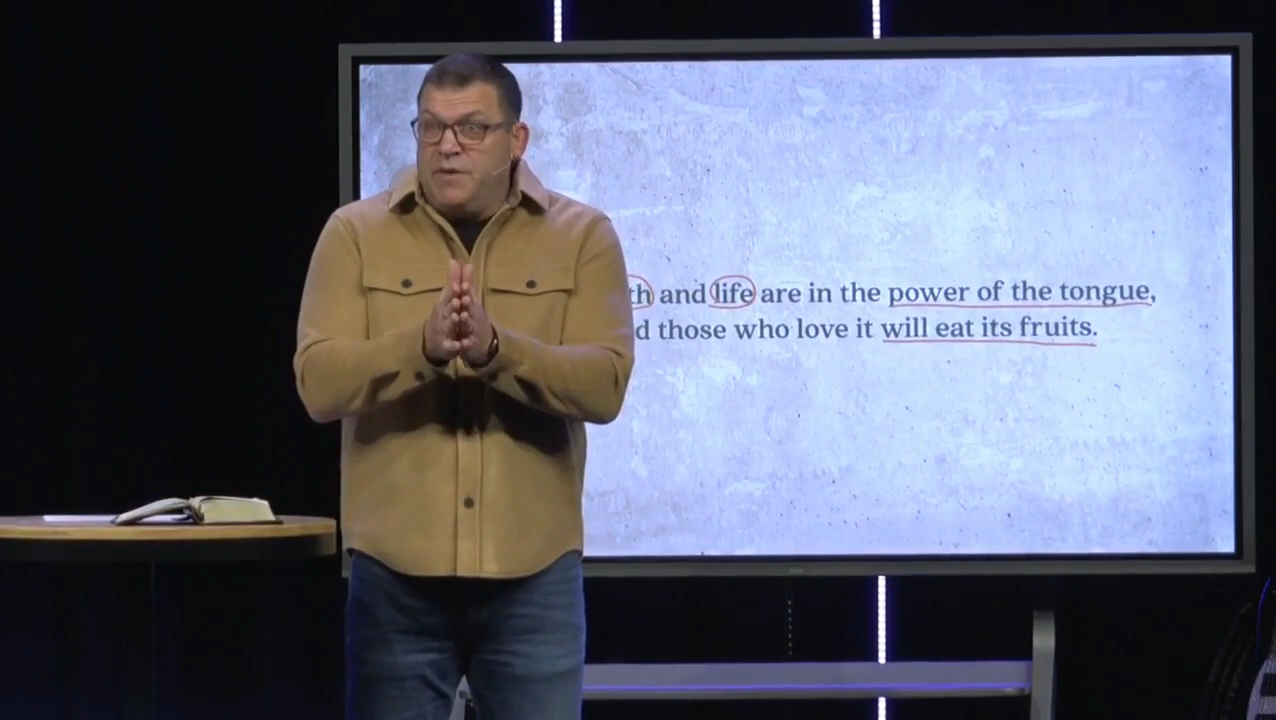 th and life are in the power of the tongue,
d those who love it will eat its fruits.